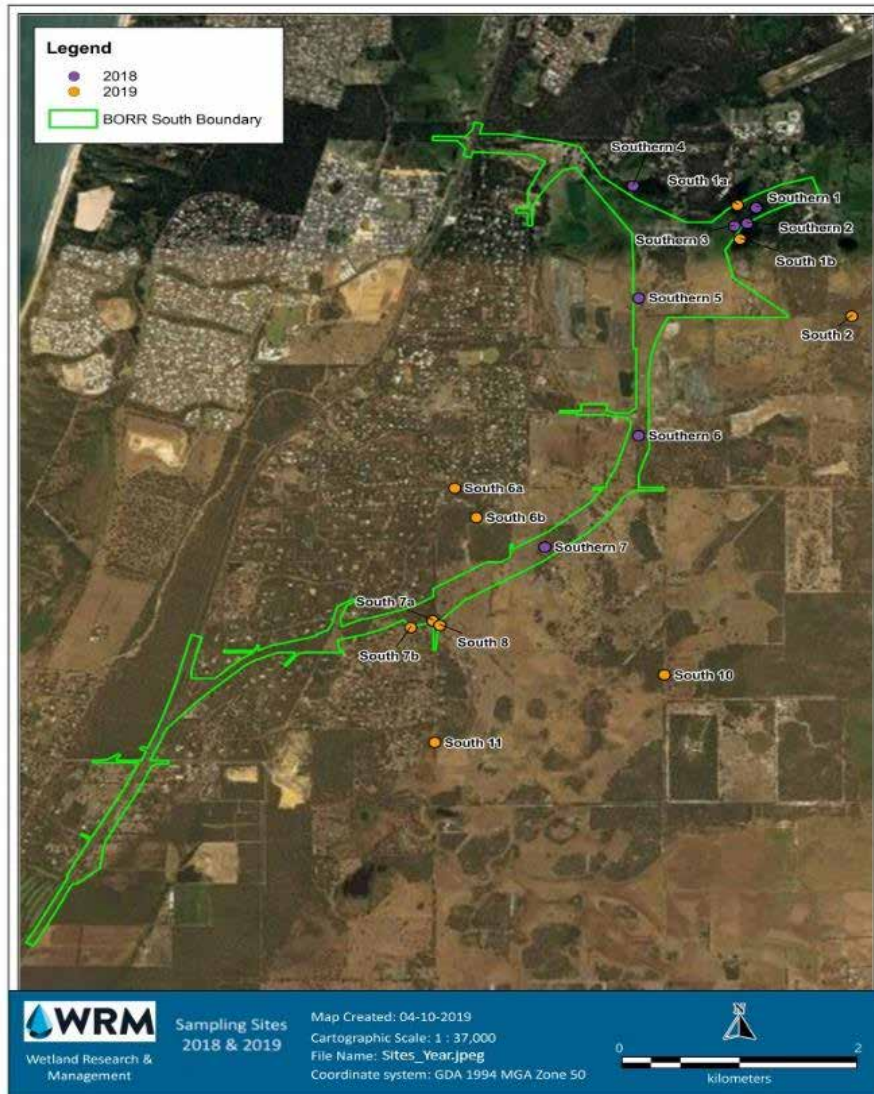 Legend
2018
2019
BORR South Boundary
Southern 4
South 1a
Southern 1
Southern 2
Southern 3
South 1b
Southern 5
South 2
Southern 6
South 6a
South 6b
Southern 7
South 7a
South 8
South 7b
South 10
South 11
WRM
Wetland Research &
Management
Sampling Sites
2018 & 2019
Map Created: 04-10-2019
Cartographic Scale: 1 : 37,000
File Name: Sites_Year.jpeg
Coordinate system: GDA 1994 MGA Zone 50
N
0 2
kilometers